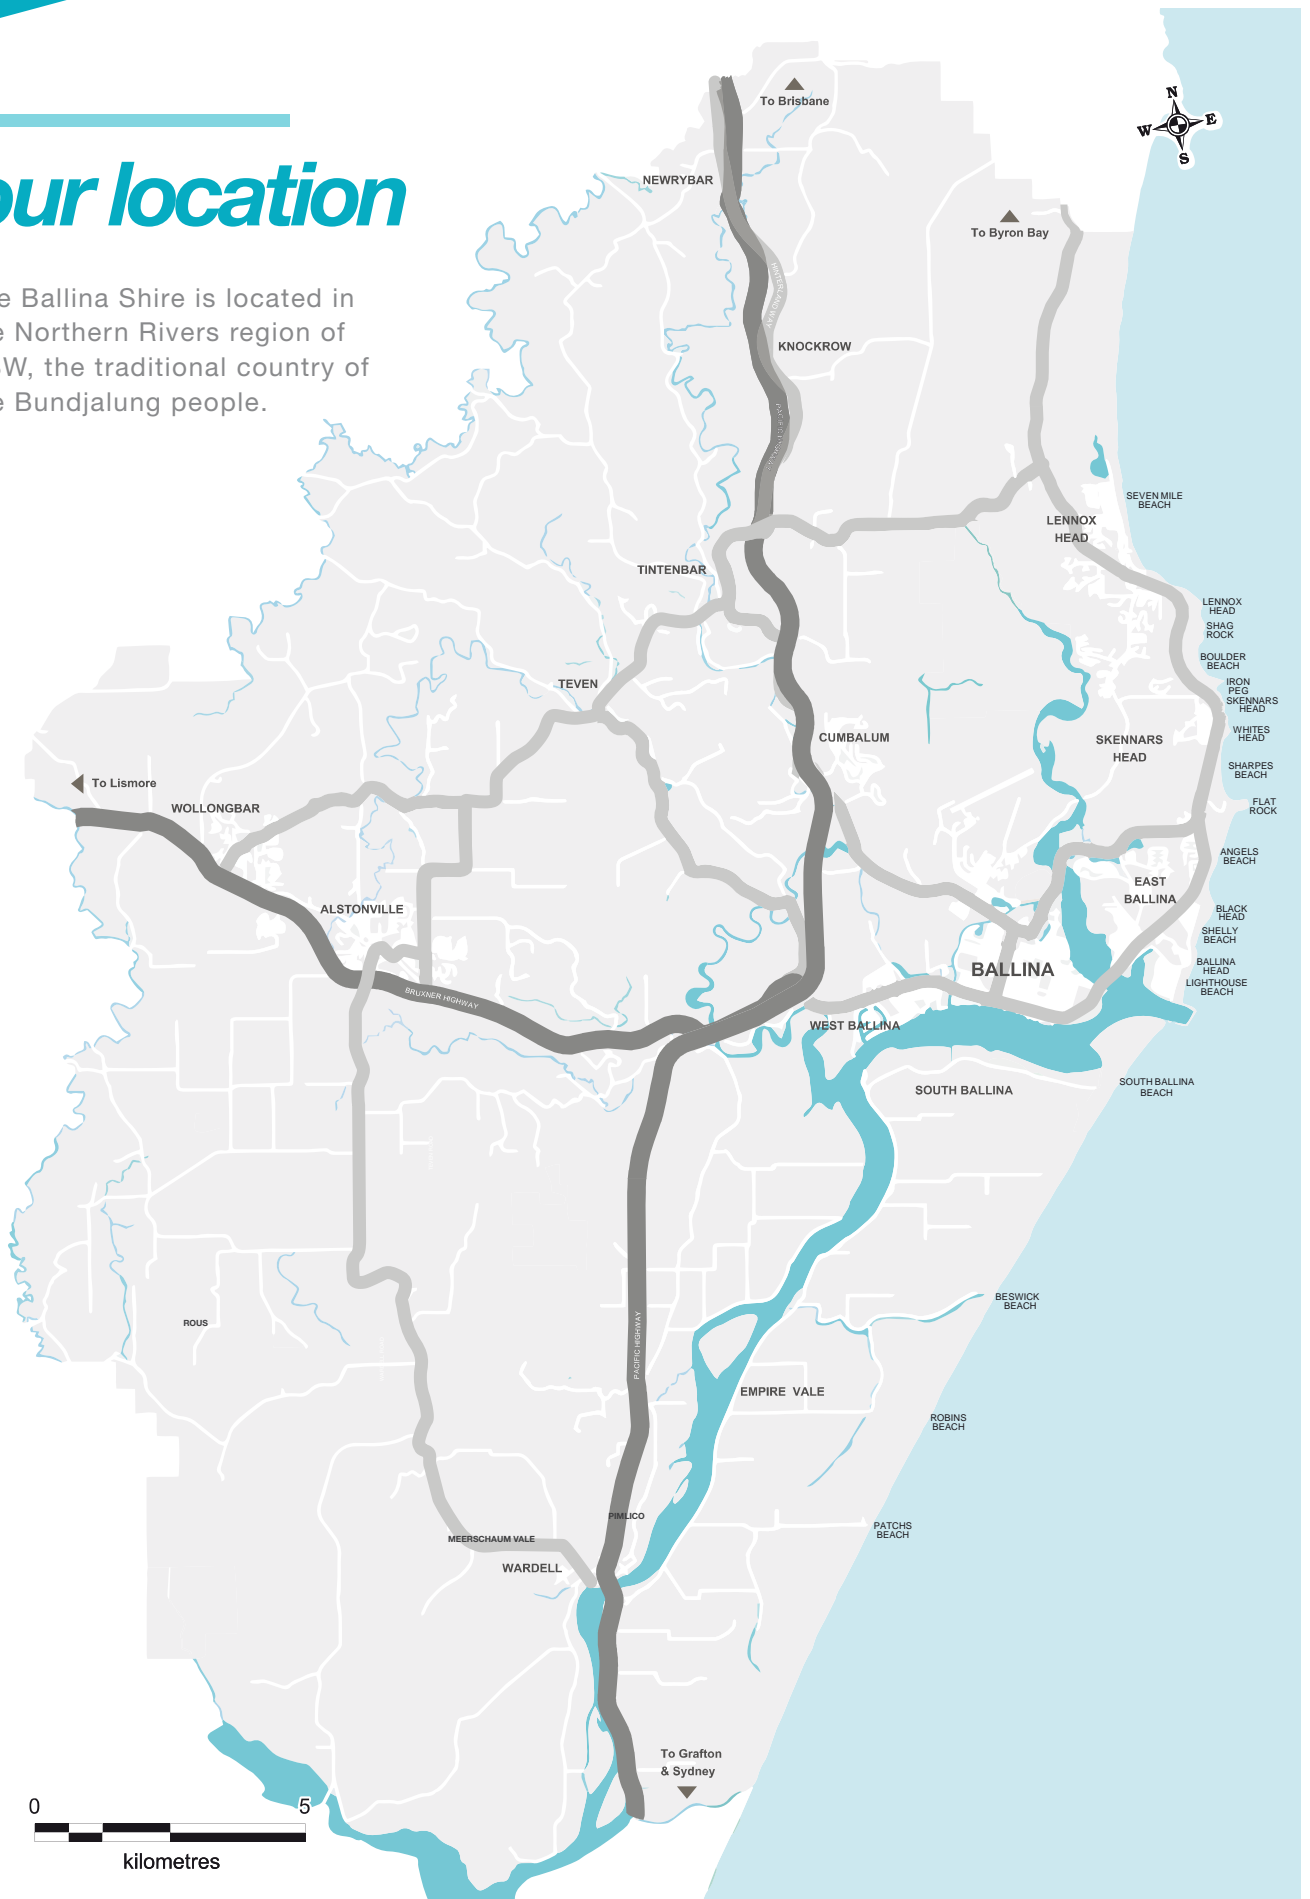 our location
e Ballina Shire is located in
e Northern Rivers region of
SW, the traditional country of
e Bundjalung people.
N
W
E
S
To Brisbane
NEWRYBAR
To Byron Bay
HINTERLAND WAY
KNOCKROW
PACIFIC HIGHWAY
SEVEN MILE
BEACH
LENNOX
HEAD
TINTENBAR
LENNOX
HEAD
SHAG
ROCK
BOULDER
BEACH
TEVEN
IRON
PEG
SKENNARS
HEAD
WHITES
HEAD
CUMBALUM
SKENNARS
HEAD
SHARPES
BEACH
To Lismore
WOLLONGBAR
FLAT
ROCK
ANGELS
BEACH
EAST
BALLINA
ALSTONVILLE
BLACK
HEAD
SHELLY
BEACH
BALLINA
BALLINA
HEAD
LIGHTHOUSE
BEACH
BRUXNER HIGHWAY
WEST BALLINA
SOUTH BALLINA
SOUTH BALLINA
BEACH
BESWICK
BEACH
ROUS
PACIFIC HIGHWAY
EMPIRE VALE
ROBINS
BEACH
PIMLICO
PATCHS
BEACH
MEERSCHAUM VALE
WARDELL
To Grafton
& Sydney
0 5
kilometres